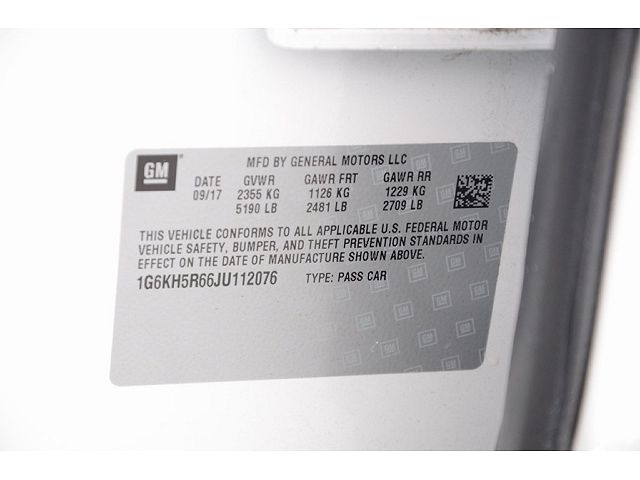 GM
MFD BY GENERAL MOTORS LLC
DATE GVWR GAWR FRT GAWR RR
09/17 2355 KG 1126 KG 1229 KG
5190 LB 2481 LB 2709 LB
THIS VEHICLE CONFORMS TO ALL APPLICABLE U.S. FEDERAL MOTOR
VEHICLE SAFETY, BUMPER, AND THEFT PREVENTION STANDARDS IN
EFFECT ON THE DATE OF MANUFACTURE SHOWN ABOVE.
1G6KH5R66JU112076 TYPE: PASS CAR